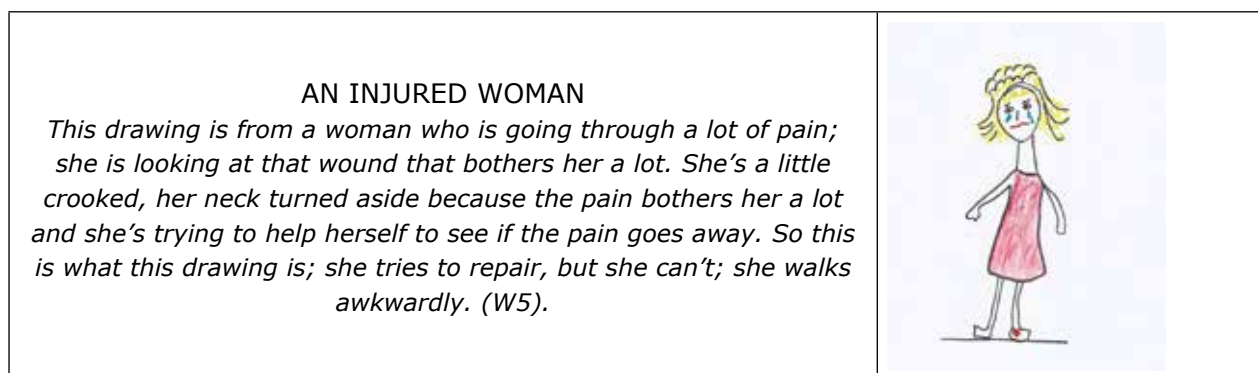 AN INJURED WOMAN
This drawing is from a woman who is going through a lot of pain;
she is looking at that wound that bothers her a lot. She’s a little
crooked, her neck turned aside because the pain bothers her a lot
and she’s trying to help herself to see if the pain goes away. So this
is what this drawing is; she tries to repair, but she can’t; she walks
awkwardly. (W5).